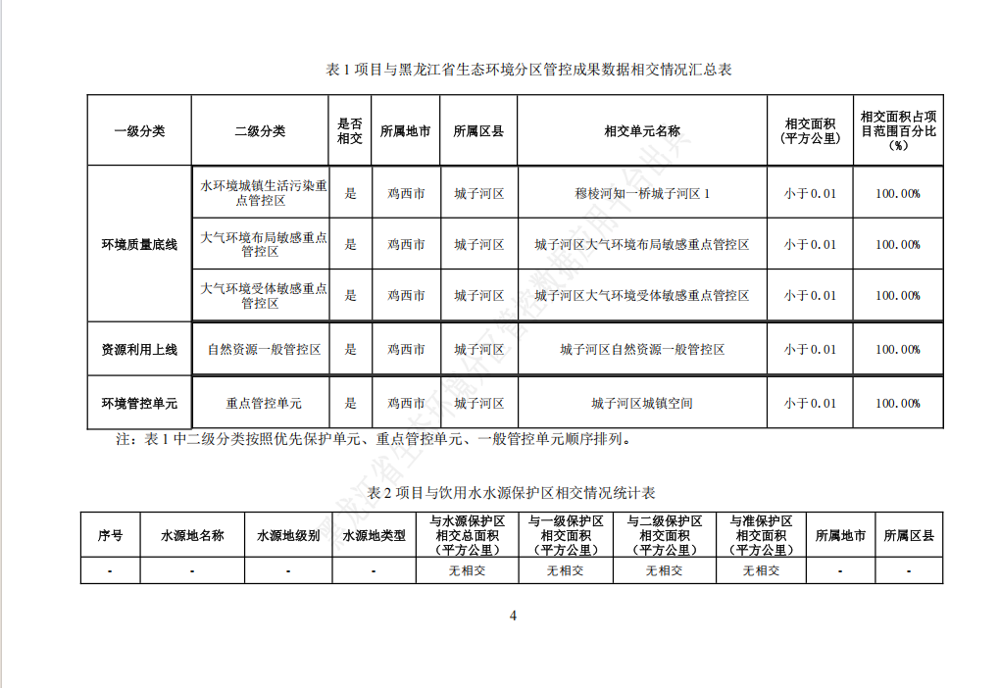 表 1 项目与黑龙江省生态环境分区管控成果数据相交情况汇总表
一级分类 二级分类 是否相交 所属地市 所属区县 相交单元名称 相交面积(平方公里) 相交面积占项目范围百分比(%)
环境质量底线 水环境城镇生活污染重点管控区 是 鸡西市 城子河区 穆棱河知一桥城子河区 1 小于 0.01 100.00%
大气环境布局敏感重点管控区 是 鸡西市 城子河区 城子河区大气环境布局敏感重点管控区 小于 0.01 100.00%
大气环境受体敏感重点管控区 是 鸡西市 城子河区 城子河区大气环境受体敏感重点管控区 小于 0.01 100.00%
资源利用上线 自然资源一般管控区 是 鸡西市 城子河区 城子河区自然资源一般管控区 小于 0.01 100.00%
环境管控单元 重点管控单元 是 鸡西市 城子河区 城子河区城镇空间 小于 0.01 100.00%
注：表 1 中二级分类按照优先保护单元、重点管控单元、一般管控单元顺序排列。
表 2 项目与饮用水水源保护区相交情况统计表
序号 水源地名称 水源地级别 水源地类型 与水源保护区相交总面积（平方公里） 与一级保护区相交面积（平方公里） 与二级保护区相交面积（平方公里） 与准保护区相交面积（平方公里） 所属地市 所属区县
- - - - 无相交 无相交 无相交 无相交 - -
4
黑龙江省生态环境分区管控数据应用平台出具